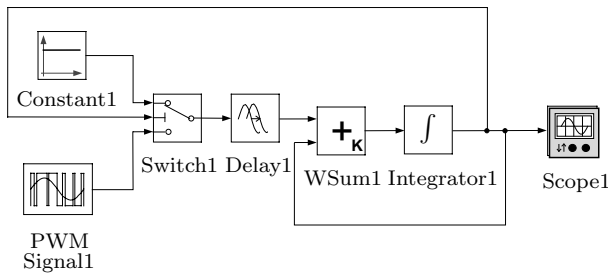 Constant1
Switch1 Delay1
K
WSum1 Integrator1
Scope1
PWM
Signal1